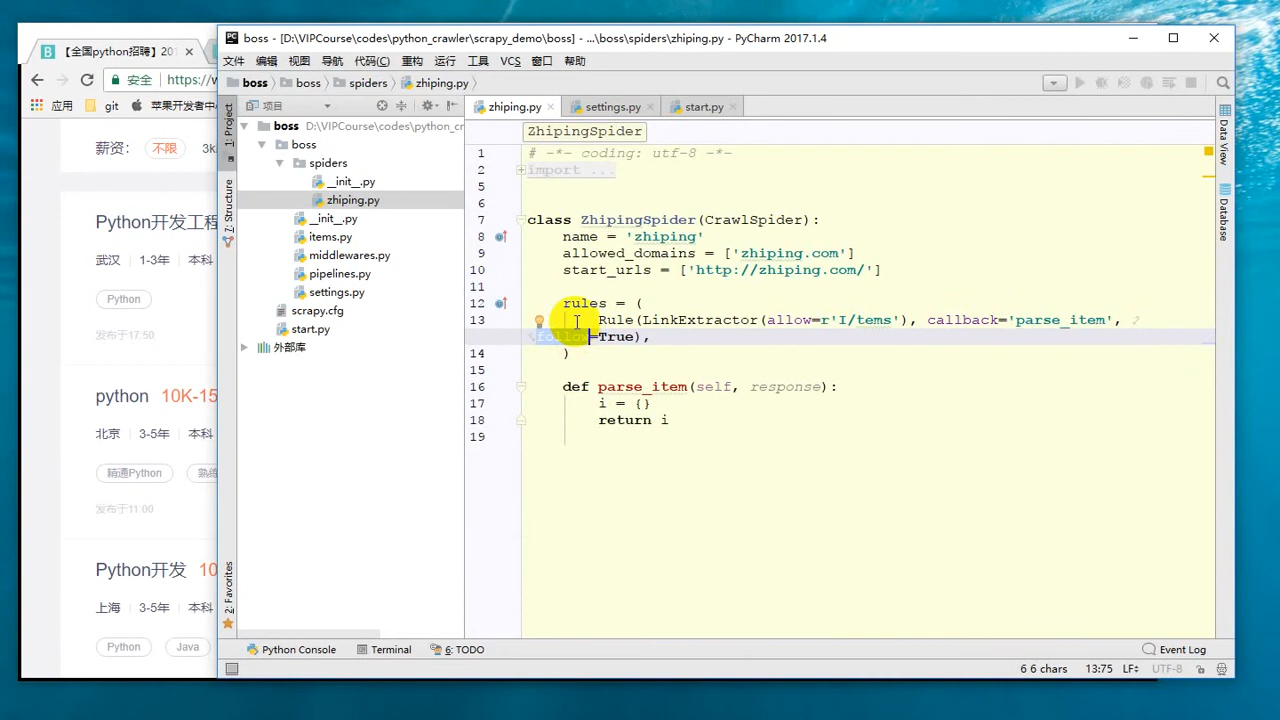 【全国python招聘】201
boss - [D:\VIPCourse\codes\python_crawler\scrapy_demo\boss] - ...\boss\spiders\zhiping.py - PyCharm 2017.1.4
文件 编辑 视图 导航 代码(C) 重构 运行 工具 VCS 窗口 帮助
安全 https://w
boss boss spiders zhiping.py
应用 git 苹果开发者中
项目
zhiping.py settings.py start.py
1: Project
7: Structure
2: Favorites
Data View
Database
boss D:\VIPCourse\codes\python_cr
boss
spiders
__init__.py
zhiping.py
__init__.py
items.py
middlewares.py
pipelines.py
settings.py
scrapy.cfg
start.py
外部库
薪资: 不限 3k
Python开发工程
武汉 1-3年 本科
Python
发布于17:50
python 10K-15
北京 3-5年 本科
精通Python 熟练
发布于11:00
Python开发 10
上海 3-5年 本科
Python Java
ZhipingSpider
1 # -*- coding: utf-8 -*-
2 import ...
5
6
7 class ZhipingSpider(CrawlSpider):
8 name = 'zhiping'
9 allowed_domains = ['zhiping.com']
10 start_urls = ['http://zhiping.com/']
11
12 rules = (
13 Rule(LinkExtractor(allow=r'I/tems'), callback='parse_item',
follow=True),
14 )
15
16 def parse_item(self, response):
17 i = {}
18 return i
19
Python Console Terminal 6: TODO Event Log
6 6 chars 13:75 LF÷ UTF-8